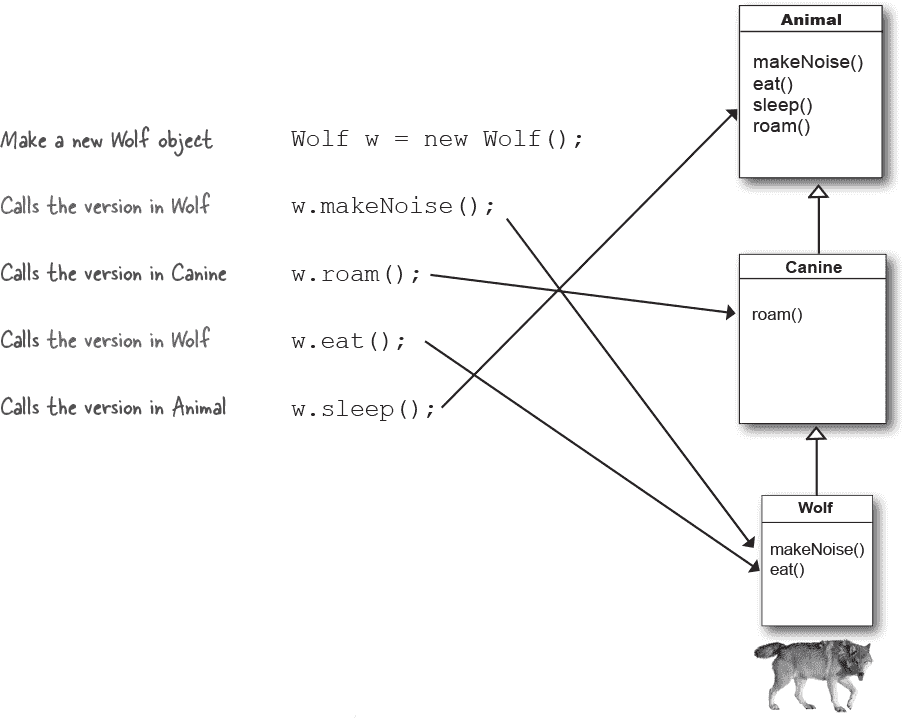 Make a new Wolf object Wolf w = new Wolf();
Calls the version in Wolf w.makeNoise();
Calls the version in Canine w.roam();
Calls the version in Wolf w.eat();
Calls the version in Animal w.sleep();
Animal
makeNoise()
eat()
sleep()
roam()
Canine
roam()
Wolf
makeNoise()
eat()